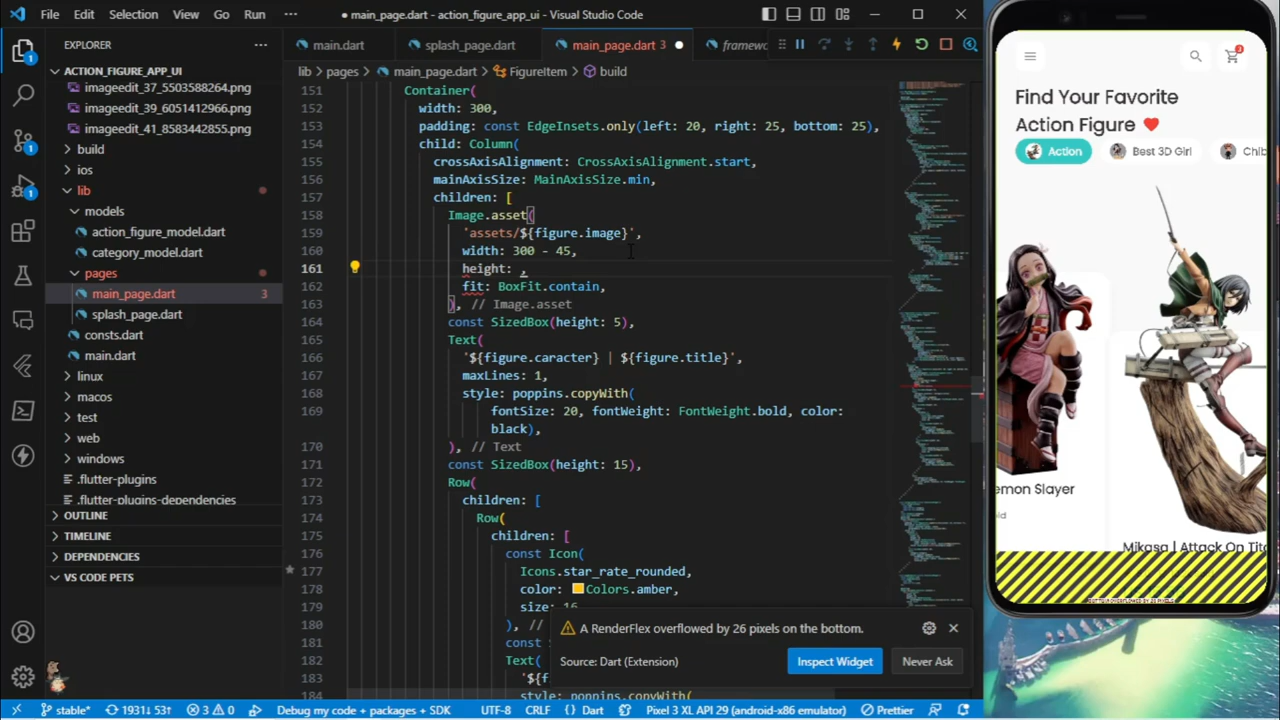 File Edit Selection View Go Run ••• ● main_page.dart - action_figure_app_ui - Visual Studio Code
EXPLORER
ACTION_FIGURE_APP_UI
imageedit_37_5503588264.png
imageedit_39_6051412966.png
imageedit_41_8583442855.png
build
ios
lib
models
action_figure_model.dart
category_model.dart
pages
main_page.dart 3
splash_page.dart
consts.dart
main.dart
linux
macos
test
web
windows
.flutter-plugins
.flutter-plugins-dependencies
OUTLINE
TIMELINE
DEPENDENCIES
VS CODE PETS
main.dart splash_page.dart main_page.dart 3 ● framew
lib > pages > main_page.dart > FigureItem > build
151 Container(
152 width: 300,
153 padding: const EdgeInsets.only(left: 20, right: 25, bottom: 25),
154 child: Column(
155 crossAxisAlignment: CrossAxisAlignment.start,
156 mainAxisSize: MainAxisSize.min,
157 children: [
158 Image.asset(
159 'assets/${figure.image}',
160 width: 300 - 45,
161 height: ,
162 fit: BoxFit.contain,
163 ), // Image.asset
164 const SizedBox(height: 5),
165 Text(
166 '${figure.caracter} | ${figure.title}',
167 maxLines: 1,
168 style: poppins.copyWith(
169 fontSize: 20, fontWeight: FontWeight.bold, color:
black),
170 ), // Text
171 const SizedBox(height: 15),
172 Row(
173 children: [
174 Row(
175 children: [
176 const Icon(
177 Icons.star_rate_rounded,
178 color: Colors.amber,
179 size: 16
180 ), //
181 const S
182 Text(
183 '${f
184 style: poppins.copyWith(
A RenderFlex overflowed by 26 pixels on the bottom.
Source: Dart (Extension) Inspect Widget Never Ask
Find Your Favorite
Action Figure
Action Best 3D Girl Chib
emon Slayer
Mikasa | Attack On Tita
stable* 193↓ 53↑ 3 0 Debug my code + packages + SDK UTF-8 CRLF {} Dart Pixel 3 XL API 29 (android-x86 emulator) Prettier